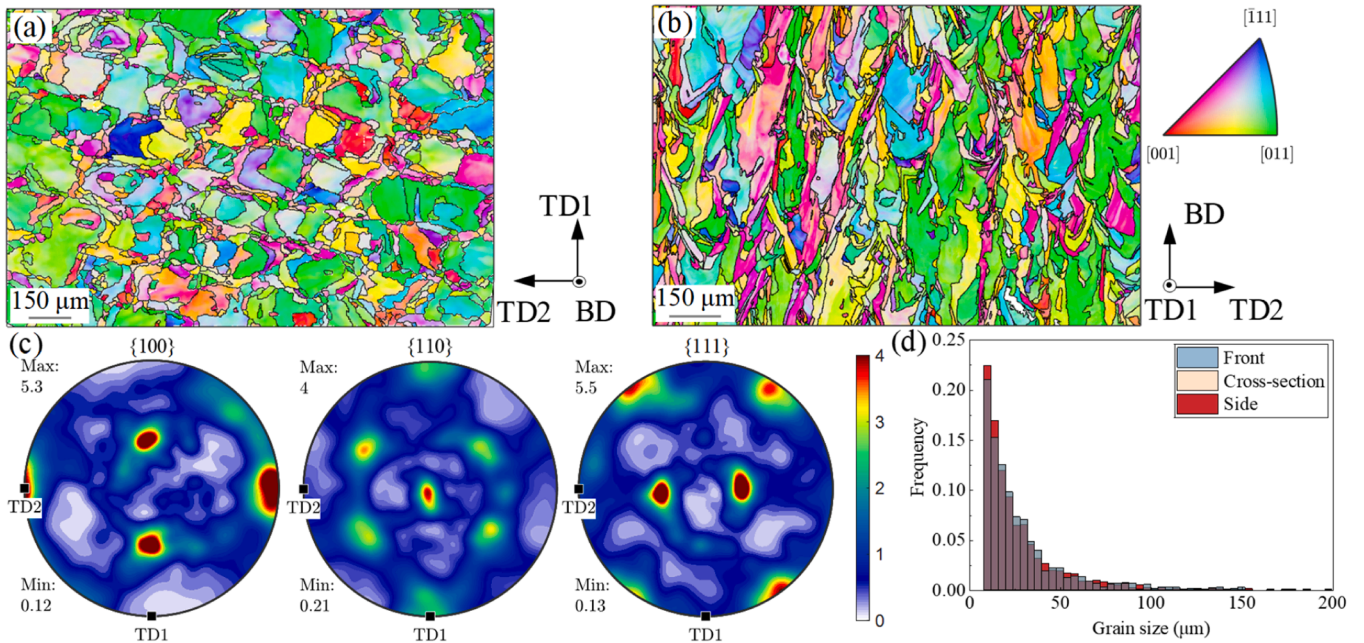 (a)
150 μm
TD1
TD2
BD
(b)
150 μm
[1̄11]
[001]
[011]
BD
TD1
TD2
(c)
{100}
Max:
5.3
TD2
Min:
0.12
TD1
{110}
Max:
4
TD2
Min:
0.21
TD1
{111}
Max:
5.5
TD2
Min:
0.13
TD1
4
3
2
1
0
(d)
Front
Cross-section
Side
Frequency
0.25
0.20
0.15
0.10
0.05
0.00
0
50
100
150
200
Grain size (μm)